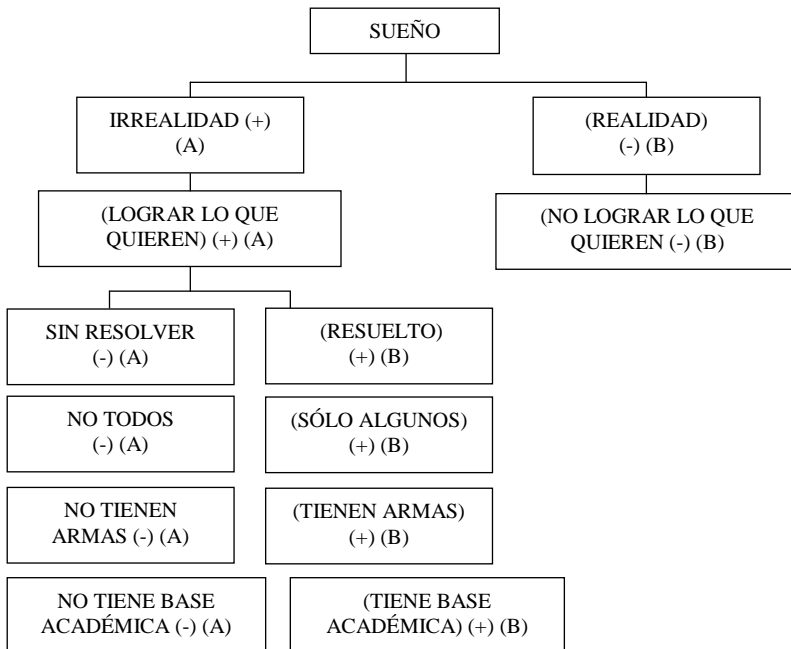 SUEÑO
IRREALIDAD (+)
(A)
(REALIDAD)
(-) (B)
(LOGRAR LO QUE
QUIEREN) (+) (A)
(NO LOGRAR LO QUE
QUIEREN (-) (B)
SIN RESOLVER
(-) (A)
(RESUELTO)
(+) (B)
NO TODOS
(-) (A)
(SÓLO ALGUNOS)
(+) (B)
NO TIENEN
ARMAS (-) (A)
(TIENEN ARMAS)
(+) (B)
NO TIENE BASE
ACADÉMICA (-) (A)
(TIENE BASE
ACADÉMICA) (+) (B)